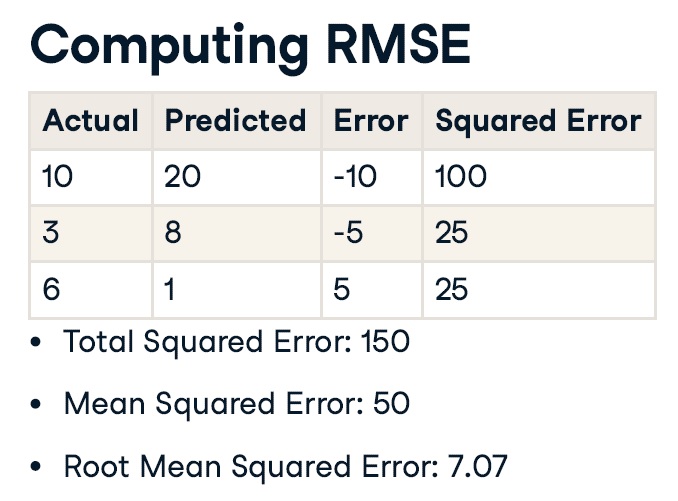 Computing RMSE
Actual Predicted Error Squared Error
10 20 -10 100
3 8 -5 25
6 1 5 25
• Total Squared Error: 150
• Mean Squared Error: 50
• Root Mean Squared Error: 7.07